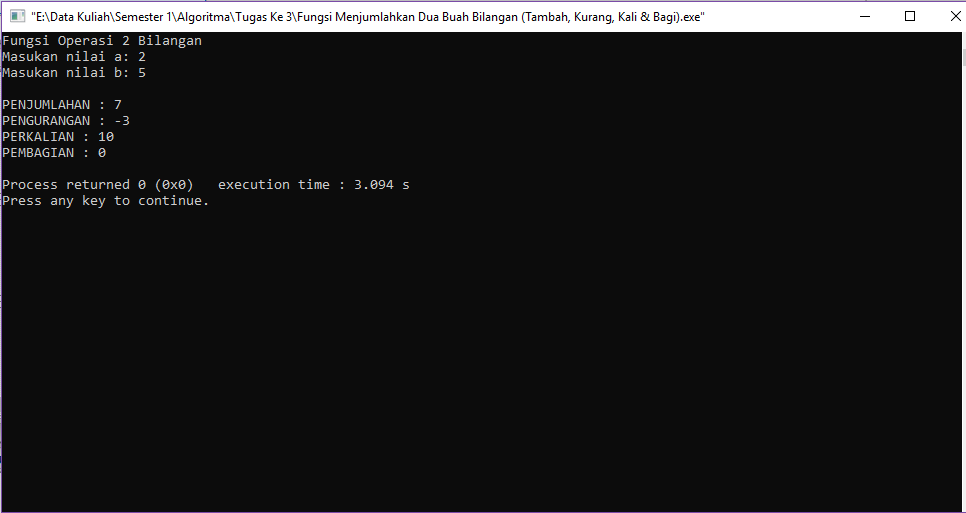 "E:\Data Kuliah\Semester 1\Algoritma\Tugas Ke 3\Fungsi Menjumlahkan Dua Buah Bilangan (Tambah, Kurang, Kali & Bagi).exe"
Fungsi Operasi 2 Bilangan
Masukan nilai a: 2
Masukan nilai b: 5
PENJUMLAHAN : 7
PENGURANGAN : -3
PERKALIAN : 10
PEMBAGIAN : 0
Process returned 0 (0x0)   execution time : 3.094 s
Press any key to continue.